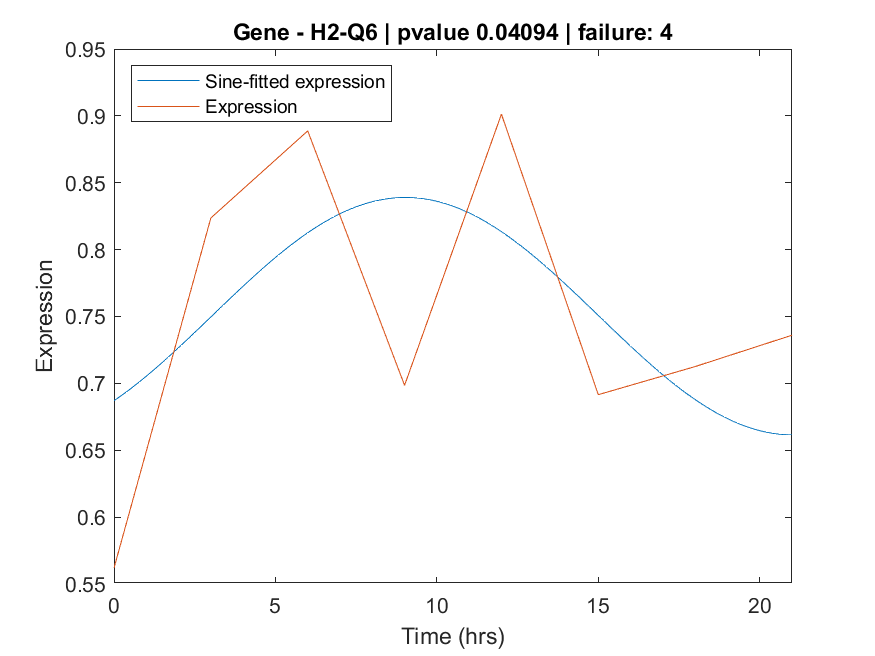 Gene - H2-Q6 | pvalue 0.04094 | failure: 4
0.95
0.9
0.85
0.8
0.75
0.7
0.65
0.6
0.55
Expression
Sine-fitted expression
Expression
0 5 10 15 20
Time (hrs)